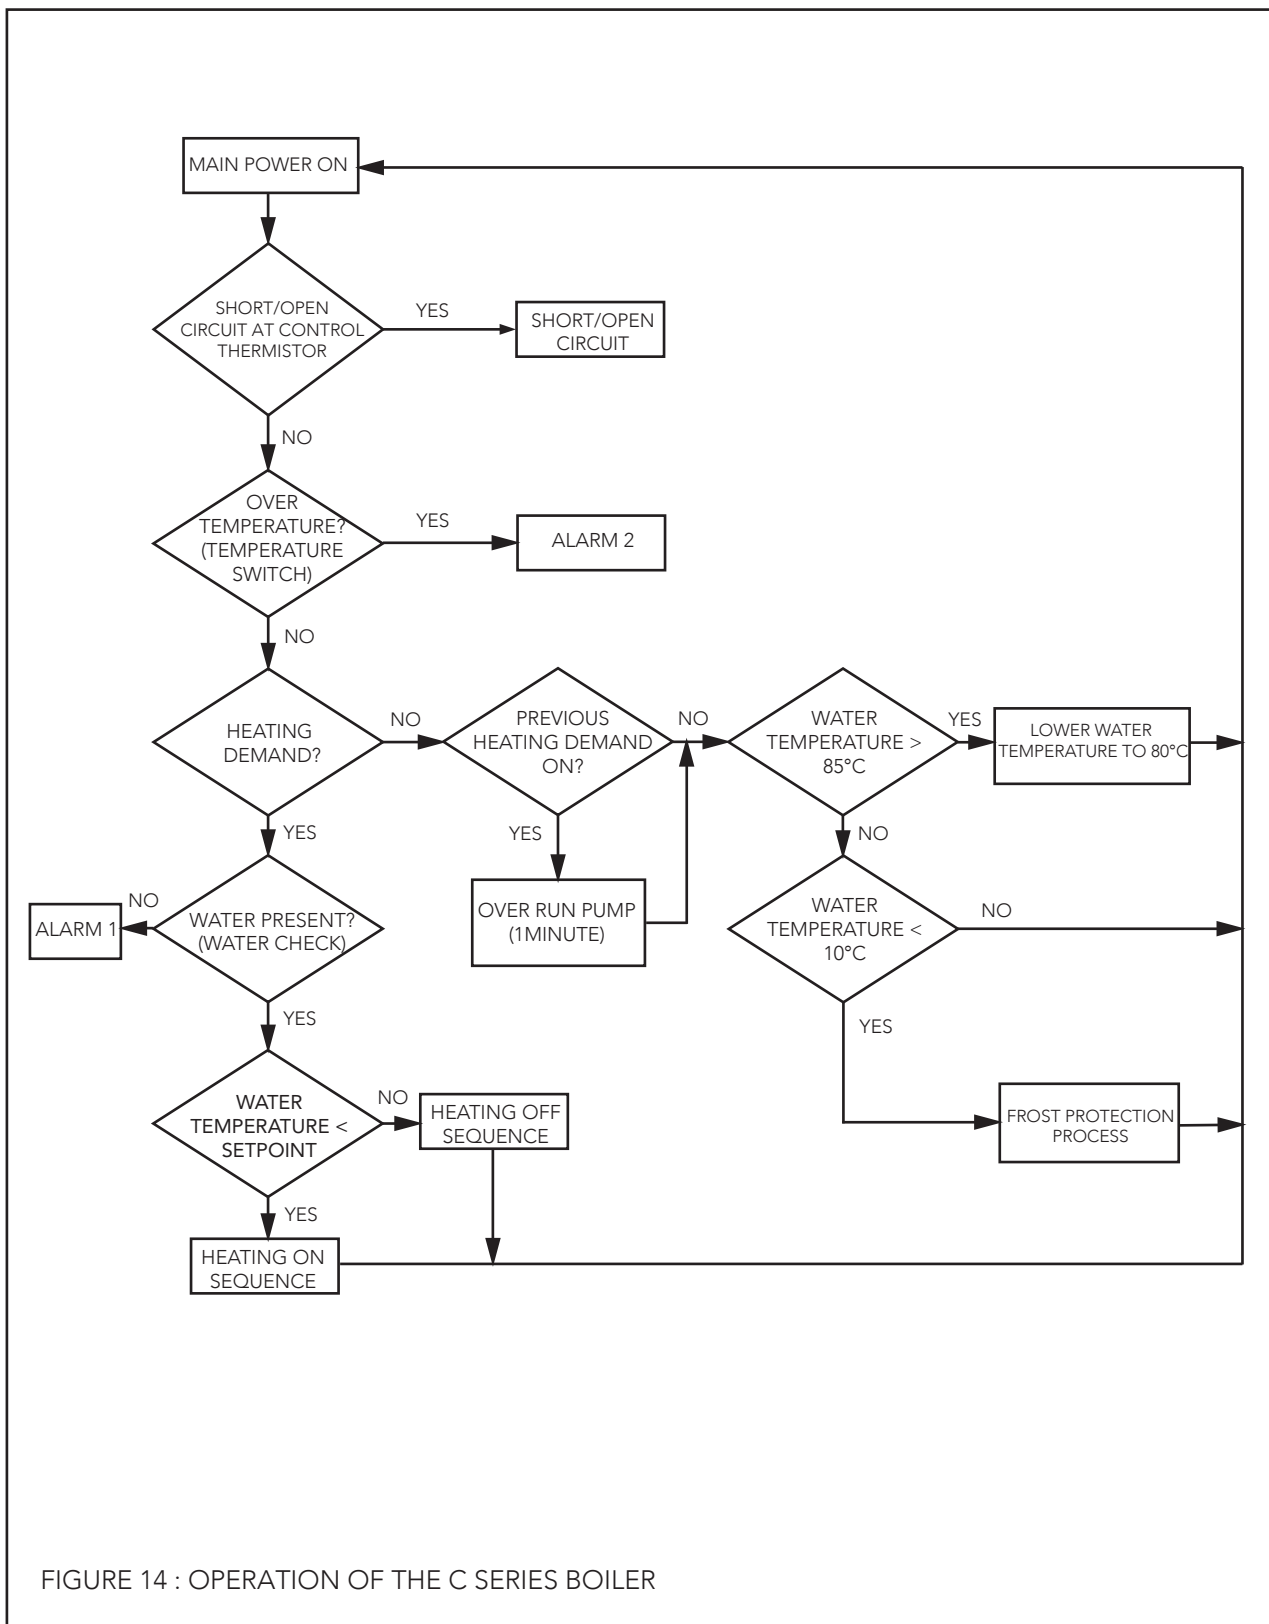 MAIN POWER ON
SHORT/OPEN
CIRCUIT AT CONTROL
THERMISTOR
YES
SHORT/OPEN
CIRCUIT
NO
OVER
TEMPERATURE?
(TEMPERATURE
SWITCH)
YES
ALARM 2
NO
HEATING
DEMAND?
NO
PREVIOUS
HEATING DEMAND
ON?
NO
WATER
TEMPERATURE >
85°C
YES
LOWER WATER
TEMPERATURE TO 80°C
YES
YES
NO
ALARM 1
NO
WATER PRESENT?
(WATER CHECK)
OVER RUN PUMP
(1MINUTE)
WATER
TEMPERATURE <
10°C
NO
YES
YES
WATER
TEMPERATURE <
SETPOINT
NO
HEATING OFF
SEQUENCE
FROST PROTECTION
PROCESS
YES
HEATING ON
SEQUENCE
FIGURE 14 : OPERATION OF THE C SERIES BOILER